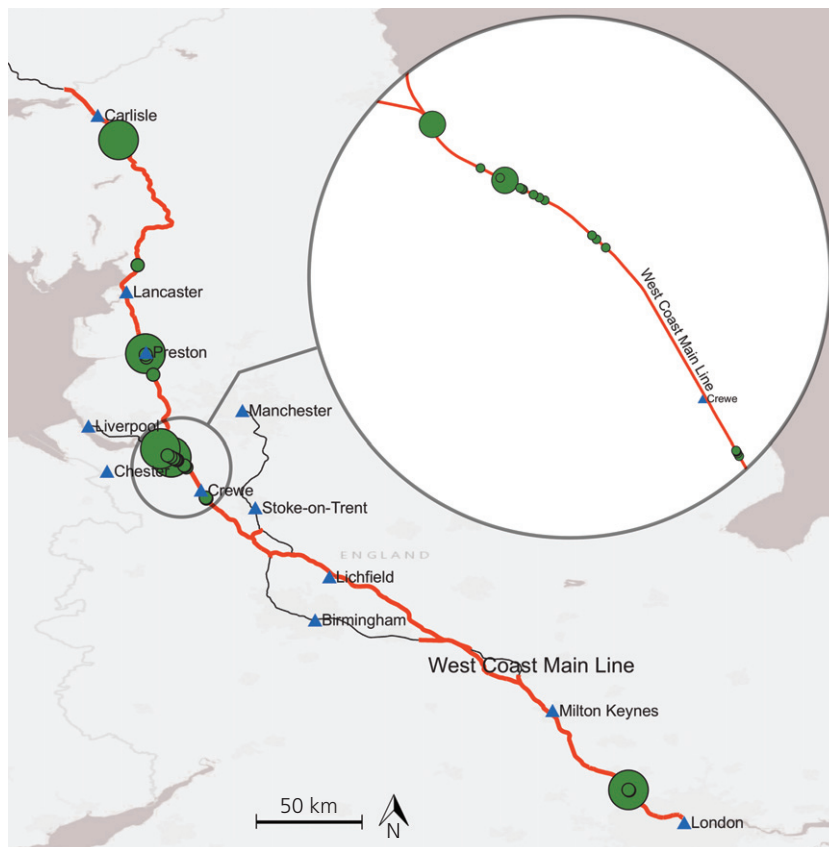 Carlisle
Lancaster
Preston
West Coast Main Line
Crewe
Manchester
Liverpool
Chester
Crewe
Stoke-on-Trent
ENGLAND
Lichfield
Birmingham
West Coast Main Line
Milton Keynes
50 km
N
London